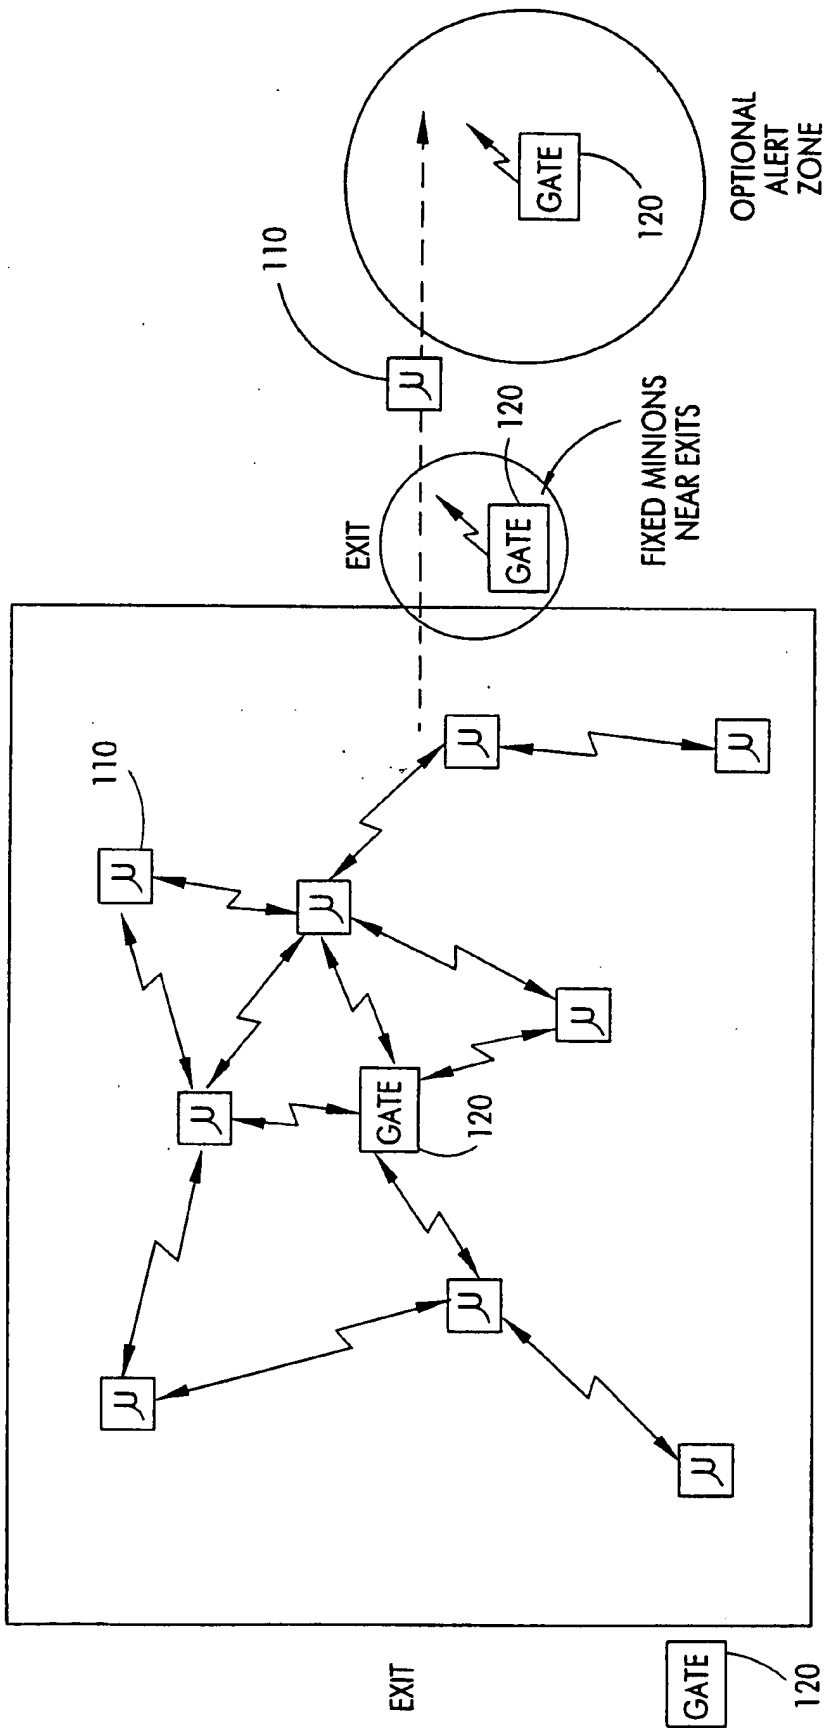 110
μ
μ
μ
110
μ
EXIT
GATE
EXIT
μ
μ
μ
120
120
GATE
GATE
μ
120
FIXED MINIONS
NEAR EXITS
GATE
μ
μ
OPTIONAL
ALERT
ZONE
120